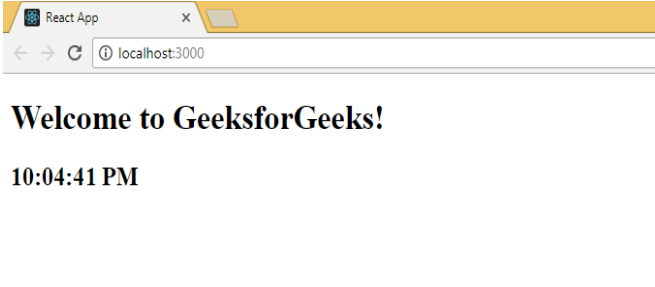 React App
localhost:3000
Welcome to GeeksforGeeks!
10:04:41 PM